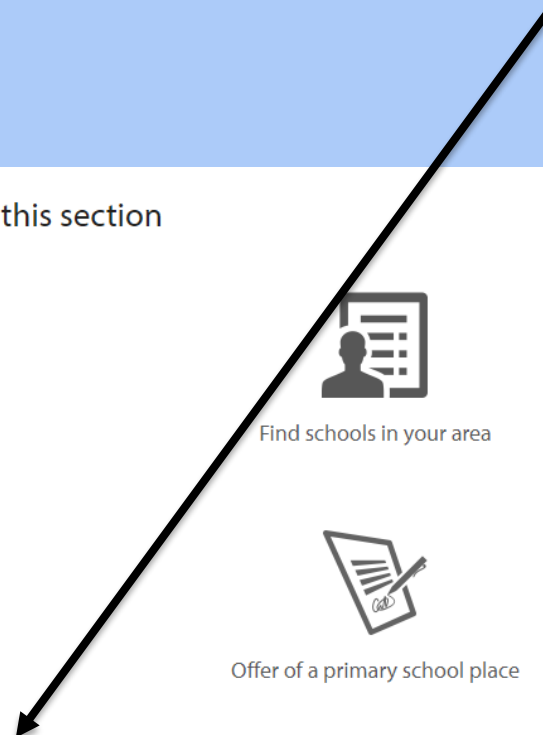 this section
Find schools in your area
Offer of a primary school place